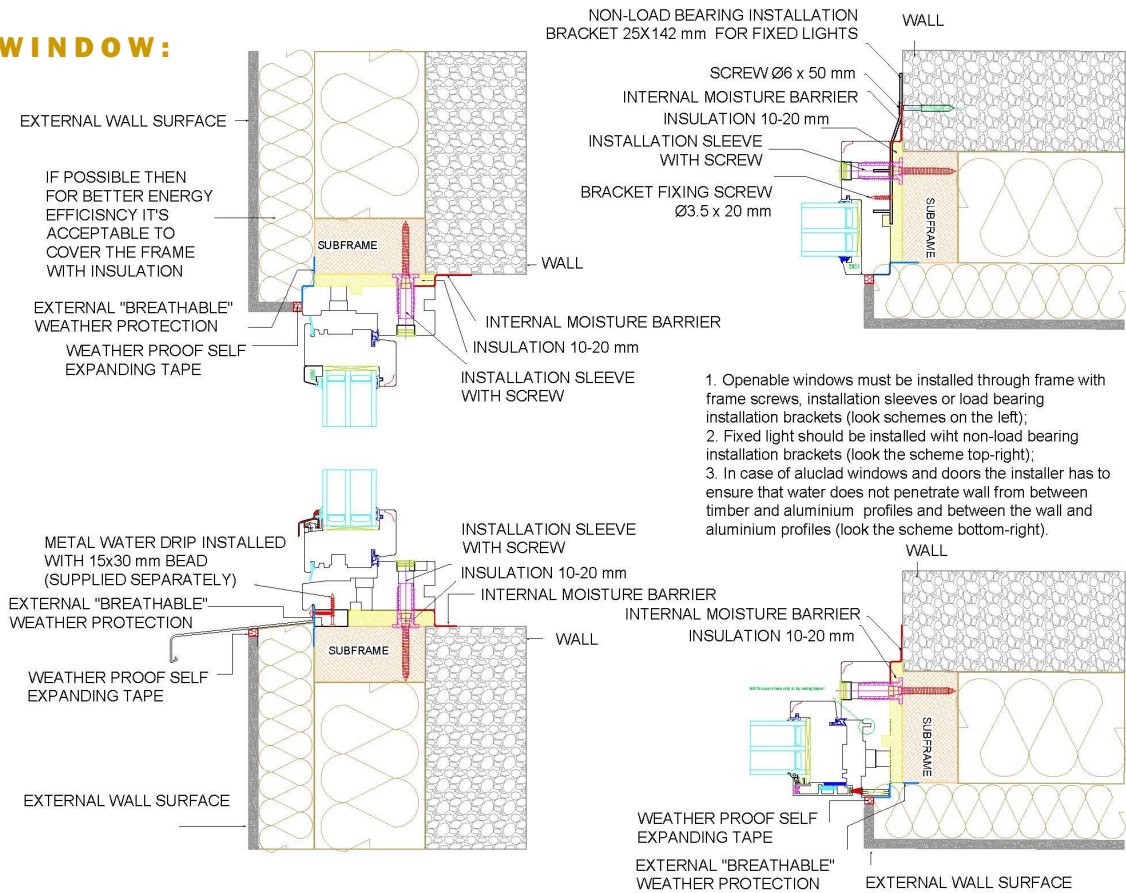 WINDOW:
EXTERNAL WALL SURFACE
IF POSSIBLE THEN
FOR BETTER ENERGY
EFFICISNCY IT'S
ACCEPTABLE TO
COVER THE FRAME
WITH INSULATION
EXTERNAL "BREATHABLE"
WEATHER PROTECTION
WEATHER PROOF SELF
EXPANDING TAPE
SUBFRAME
WALL
INTERNAL MOISTURE BARRIER
INSULATION 10-20 mm
INSTALLATION SLEEVE
WITH SCREW
NON-LOAD BEARING INSTALLATION
BRACKET 25X142 mm FOR FIXED LIGHTS
WALL
SCREW Ø6 x 50 mm
INTERNAL MOISTURE BARRIER
INSULATION 10-20 mm
INSTALLATION SLEEVE
WITH SCREW
BRACKET FIXING SCREW
Ø3.5 x 20 mm
SUBFRAME
1. Openable windows must be installed through frame with
frame screws, installation sleeves or load bearing
installation brackets (look schemes on the left);
2. Fixed light should be installed wiht non-load bearing
installation brackets (look the scheme top-right);
3. In case of aluclad windows and doors the installer has to
ensure that water does not penetrate wall from between
timber and aluminium profiles and between the wall and
aluminium profiles (look the scheme bottom-right).
METAL WATER DRIP INSTALLED
WITH 15x30 mm BEAD
(SUPPLIED SEPARATELY)
EXTERNAL "BREATHABLE"
WEATHER PROTECTION
WEATHER PROOF SELF
EXPANDING TAPE
EXTERNAL WALL SURFACE
INSTALLATION SLEEVE
WITH SCREW
INSULATION 10-20 mm
INTERNAL MOISTURE BARRIER
WALL
SUBFRAME
WALL
INTERNAL MOISTURE BARRIER
INSULATION 10-20 mm
SUBFRAME
WEATHER PROOF SELF
EXPANDING TAPE
EXTERNAL "BREATHABLE"
WEATHER PROTECTION
EXTERNAL WALL SURFACE